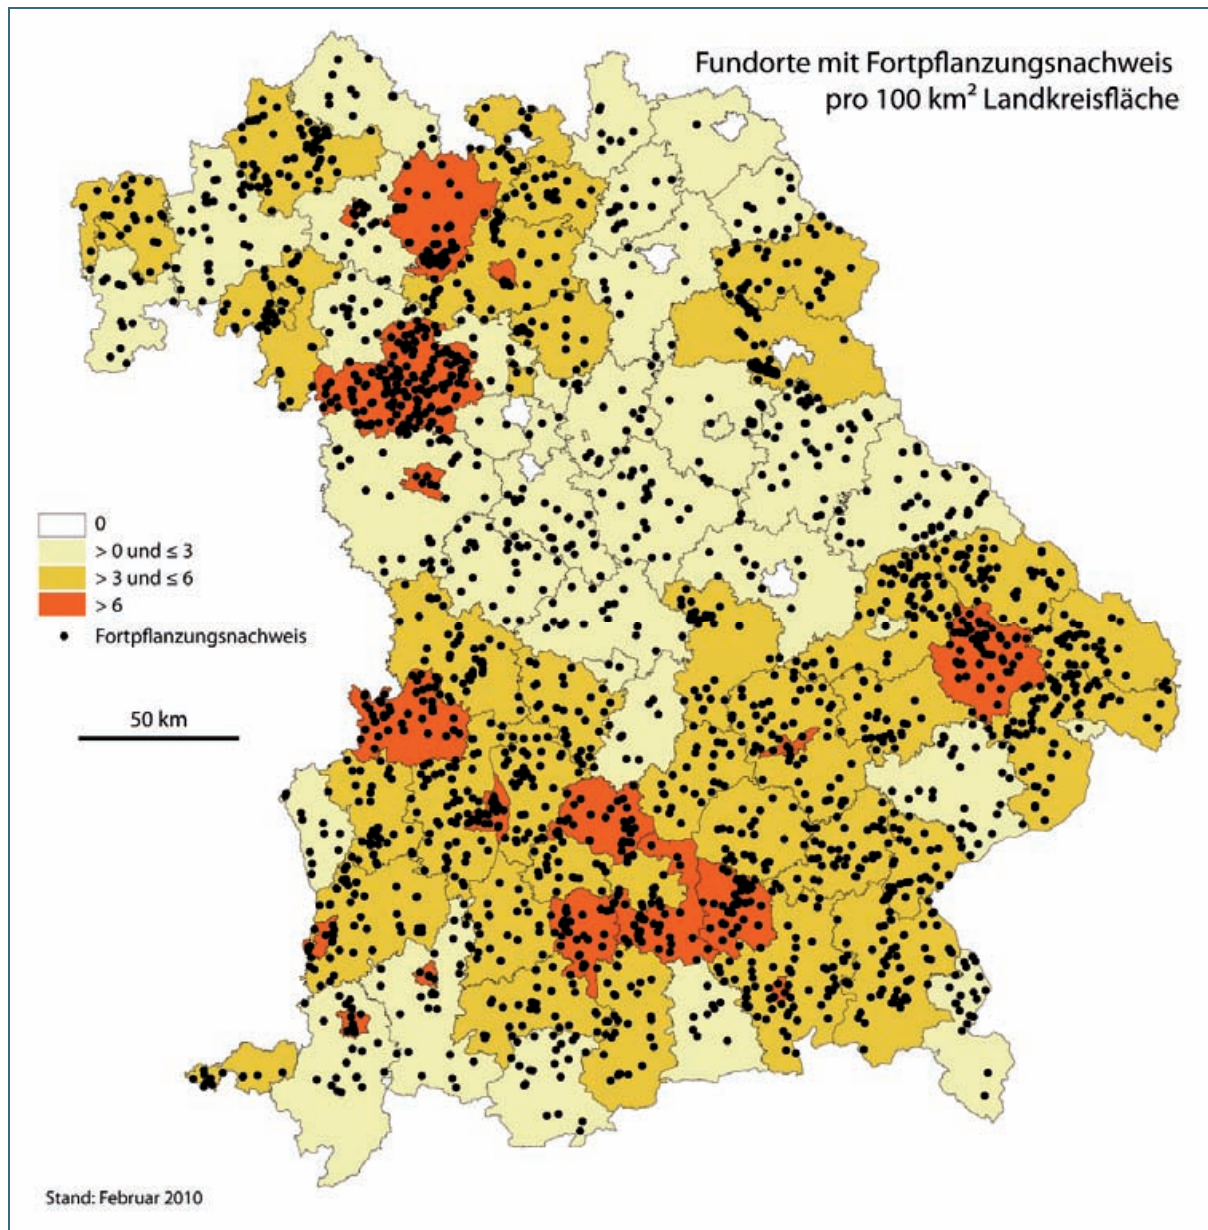 Fundorte mit Fortpflanzungsnachweis
pro 100 km² Landkreisfläche
0
> 0 und ≤ 3
> 3 und ≤ 6
> 6
Fortpflanzungsnachweis
50 km
Stand: Februar 2010